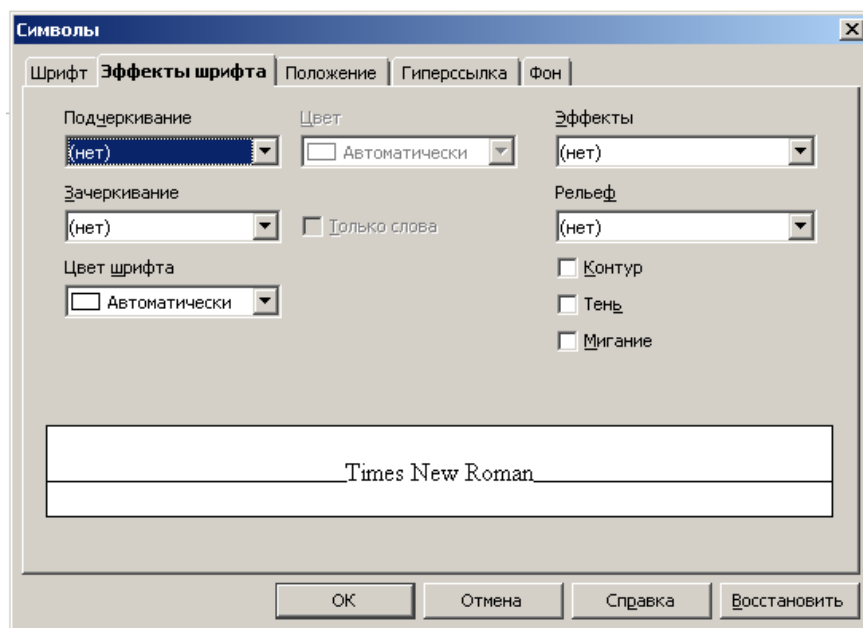 Символы
Шрифт Эффекты шрифта Положение Гиперссылка Фон
Подчеркивание Цвет Эффекты
(нет) Автоматически (нет)
Зачеркивание Рельеф
(нет) Только слова (нет)
Цвет шрифта Контур
Автоматически Тень
Мигание
Times New Roman
ОК Отмена Справка Восстановить